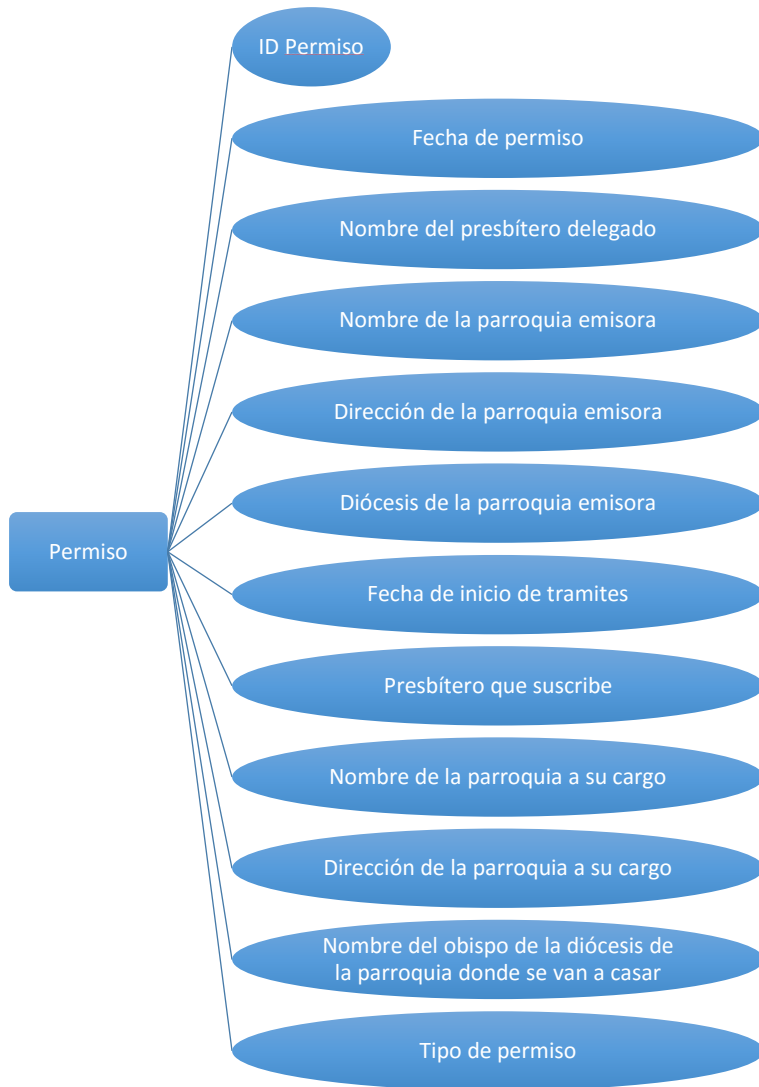 ID Permiso
Fecha de permiso
Nombre del presbítero delegado
Nombre de la parroquia emisora
Dirección de la parroquia emisora
Diócesis de la parroquia emisora
Permiso
Fecha de inicio de tramites
Presbítero que suscribe
Nombre de la parroquia a su cargo
Dirección de la parroquia a su cargo
Nombre del obispo de la diócesis de
la parroquia donde se van a casar
Tipo de permiso